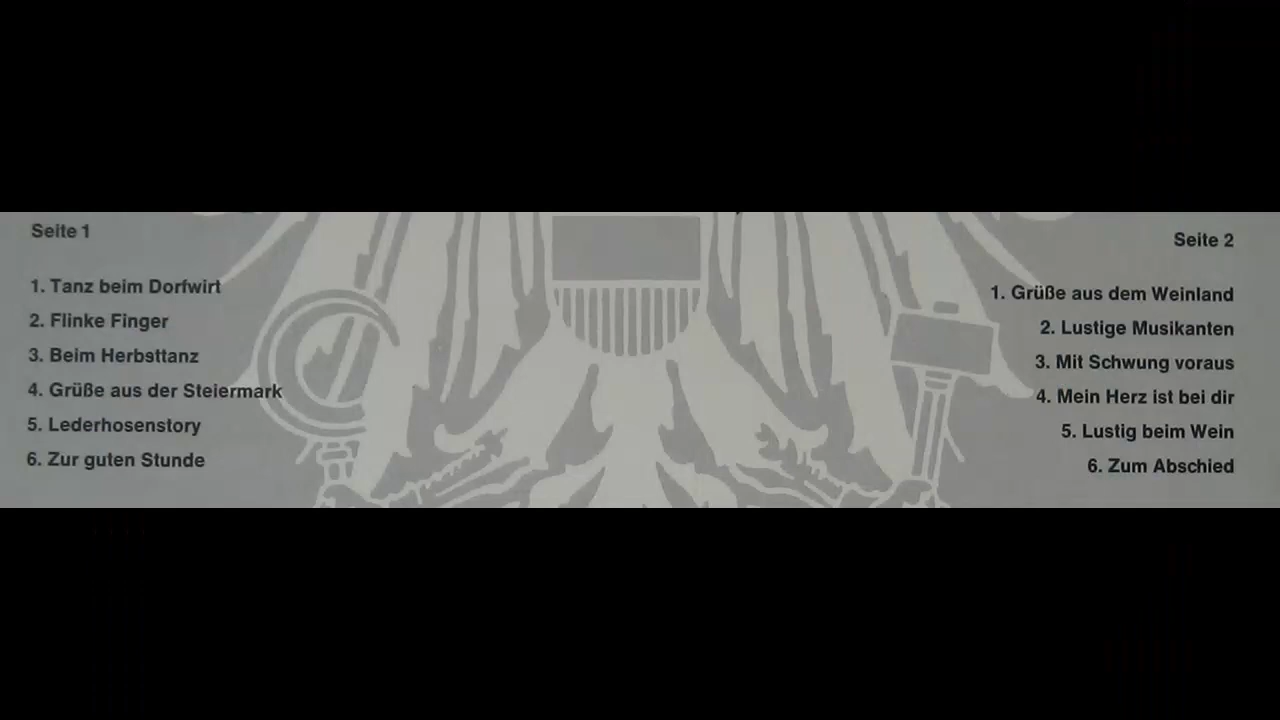 Seite 1
1. Tanz beim Dorfwirt
2. Flinke Finger
3. Beim Herbsttanz
4. Grüße aus der Steiermark
5. Lederhosenstory
6. Zur guten Stunde
Seite 2
1. Grüße aus dem Weinland
2. Lustige Musikanten
3. Mit Schwung voraus
4. Mein Herz ist bei dir
5. Lustig beim Wein
6. Zum Abschied